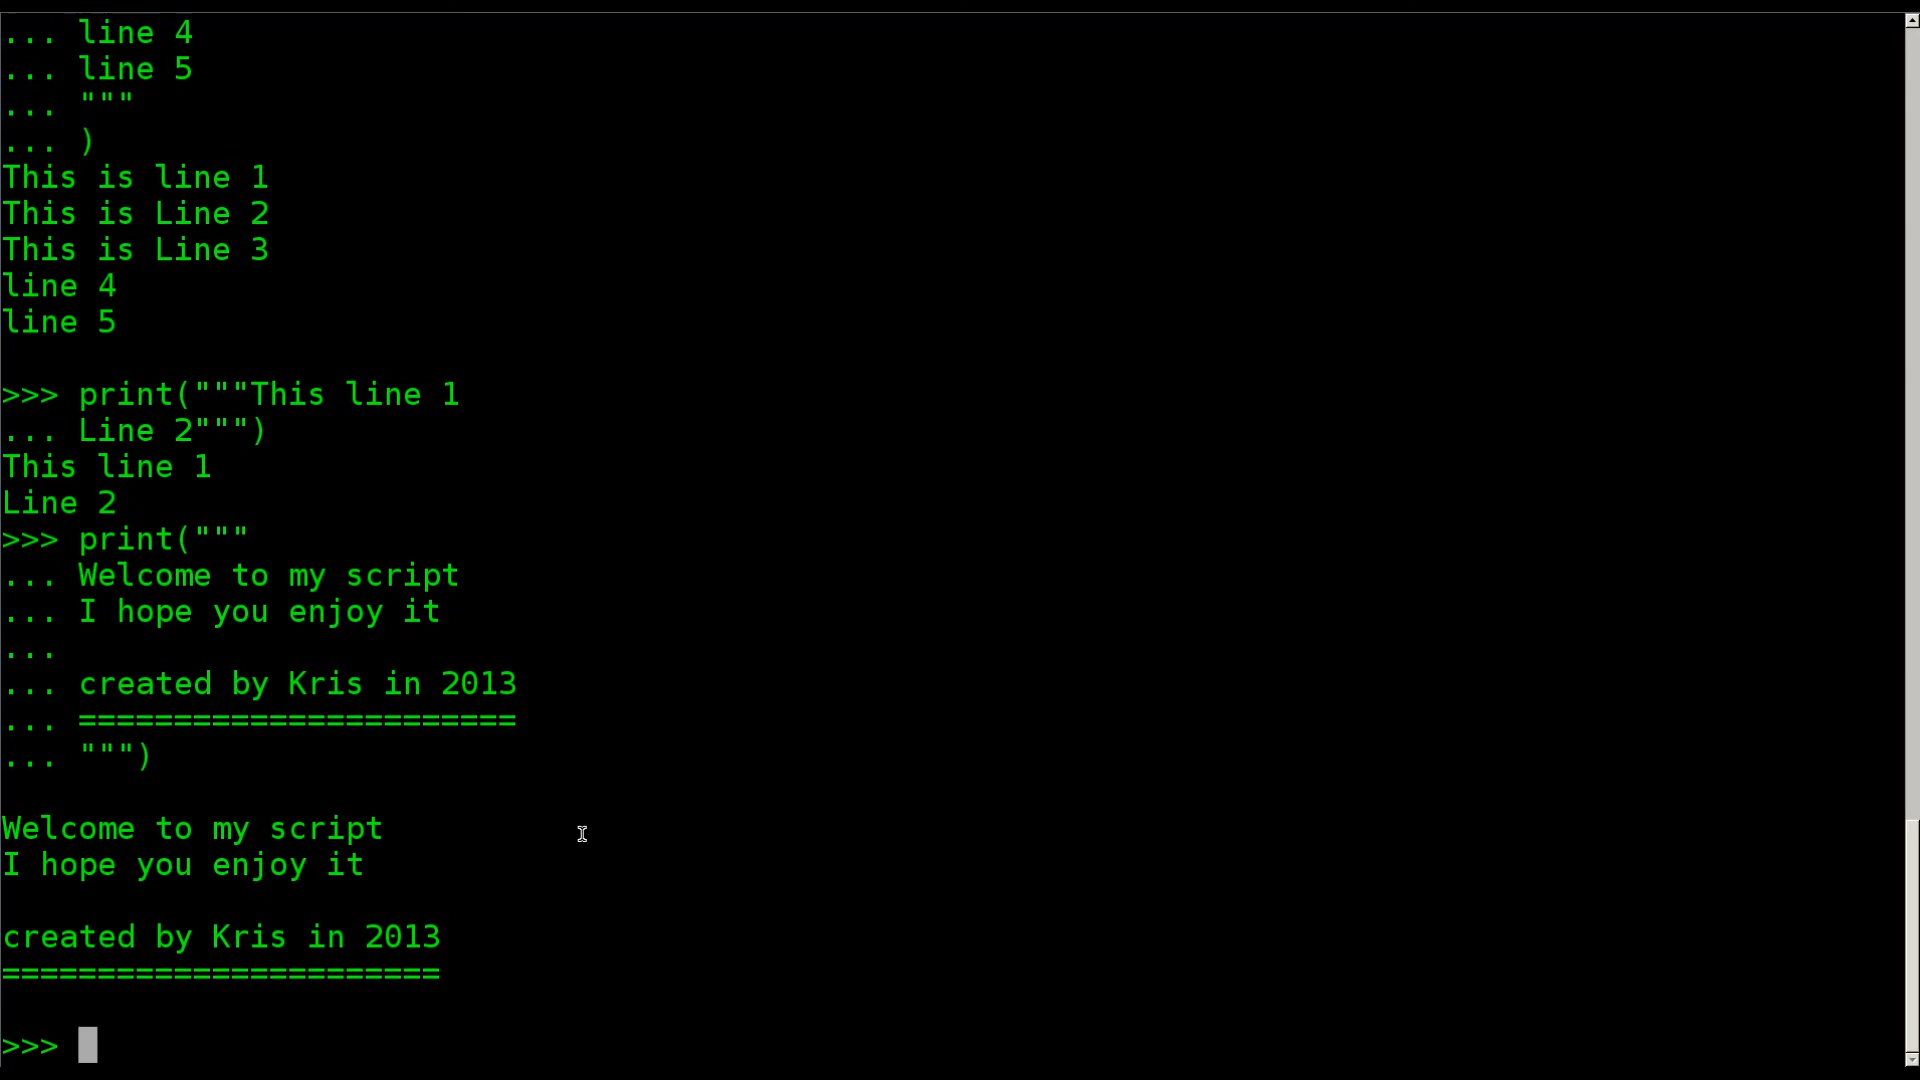 ... line 4
... line 5
... """
... )
This is line 1
This is Line 2
This is Line 3
line 4
line 5

>>> print("""This line 1
... Line 2""")
This line 1
Line 2
>>> print("""
... Welcome to my script
... I hope you enjoy it
...
... created by Kris in 2013
... =======================
... """)

Welcome to my script
I hope you enjoy it

created by Kris in 2013
=======================

>>>